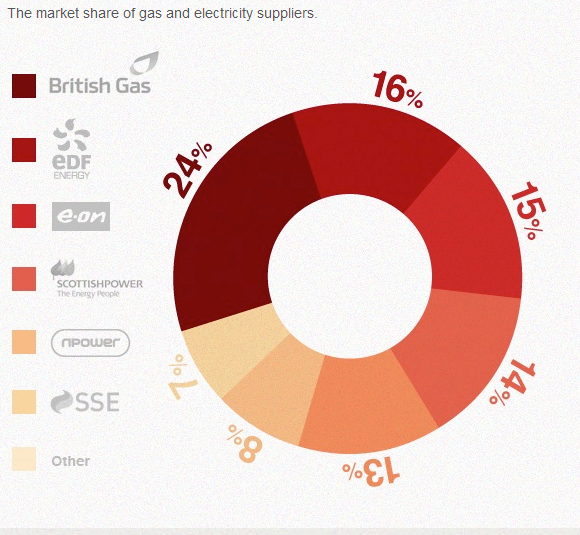 The market share of gas and electricity suppliers.
British Gas
eDF
ENERGY
e·on
SCOTTISHPOWER
The Energy People
npower
SSE
Other
16%
15%
14%
13%
8%
7%
24%